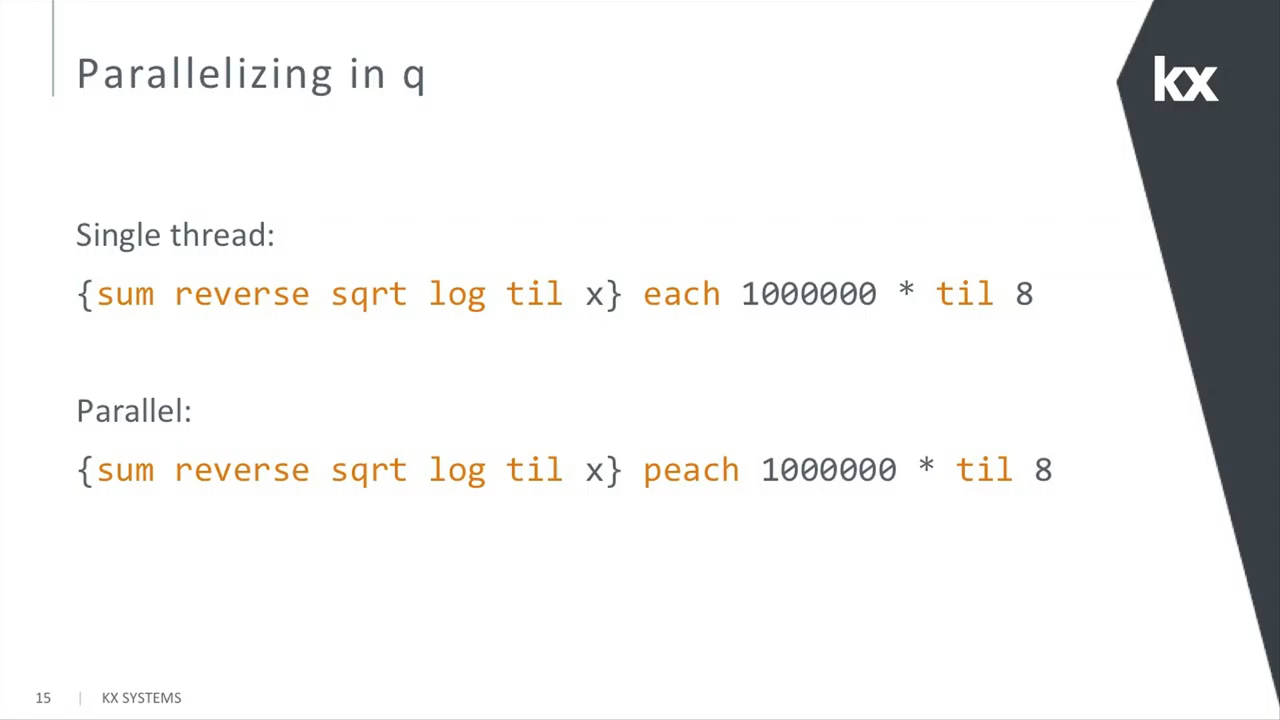 Parallelizing in q
kx
Single thread:
{sum reverse sqrt log til x} each 1000000 * til 8
Parallel:
{sum reverse sqrt log til x} peach 1000000 * til 8
15 | KX SYSTEMS